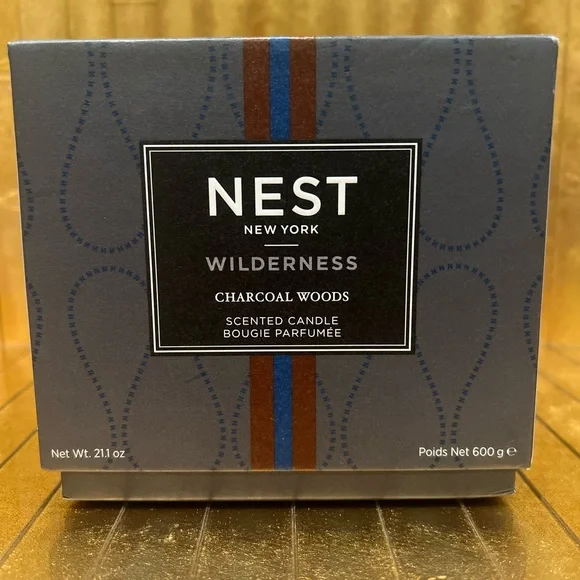 NEST
NEW YORK
WILDERNESS
CHARCOAL WOODS
SCENTED CANDLE
BOUGIE PARFUMÉE
Net Wt. 21.1 oz
Poids Net 600 g ℮